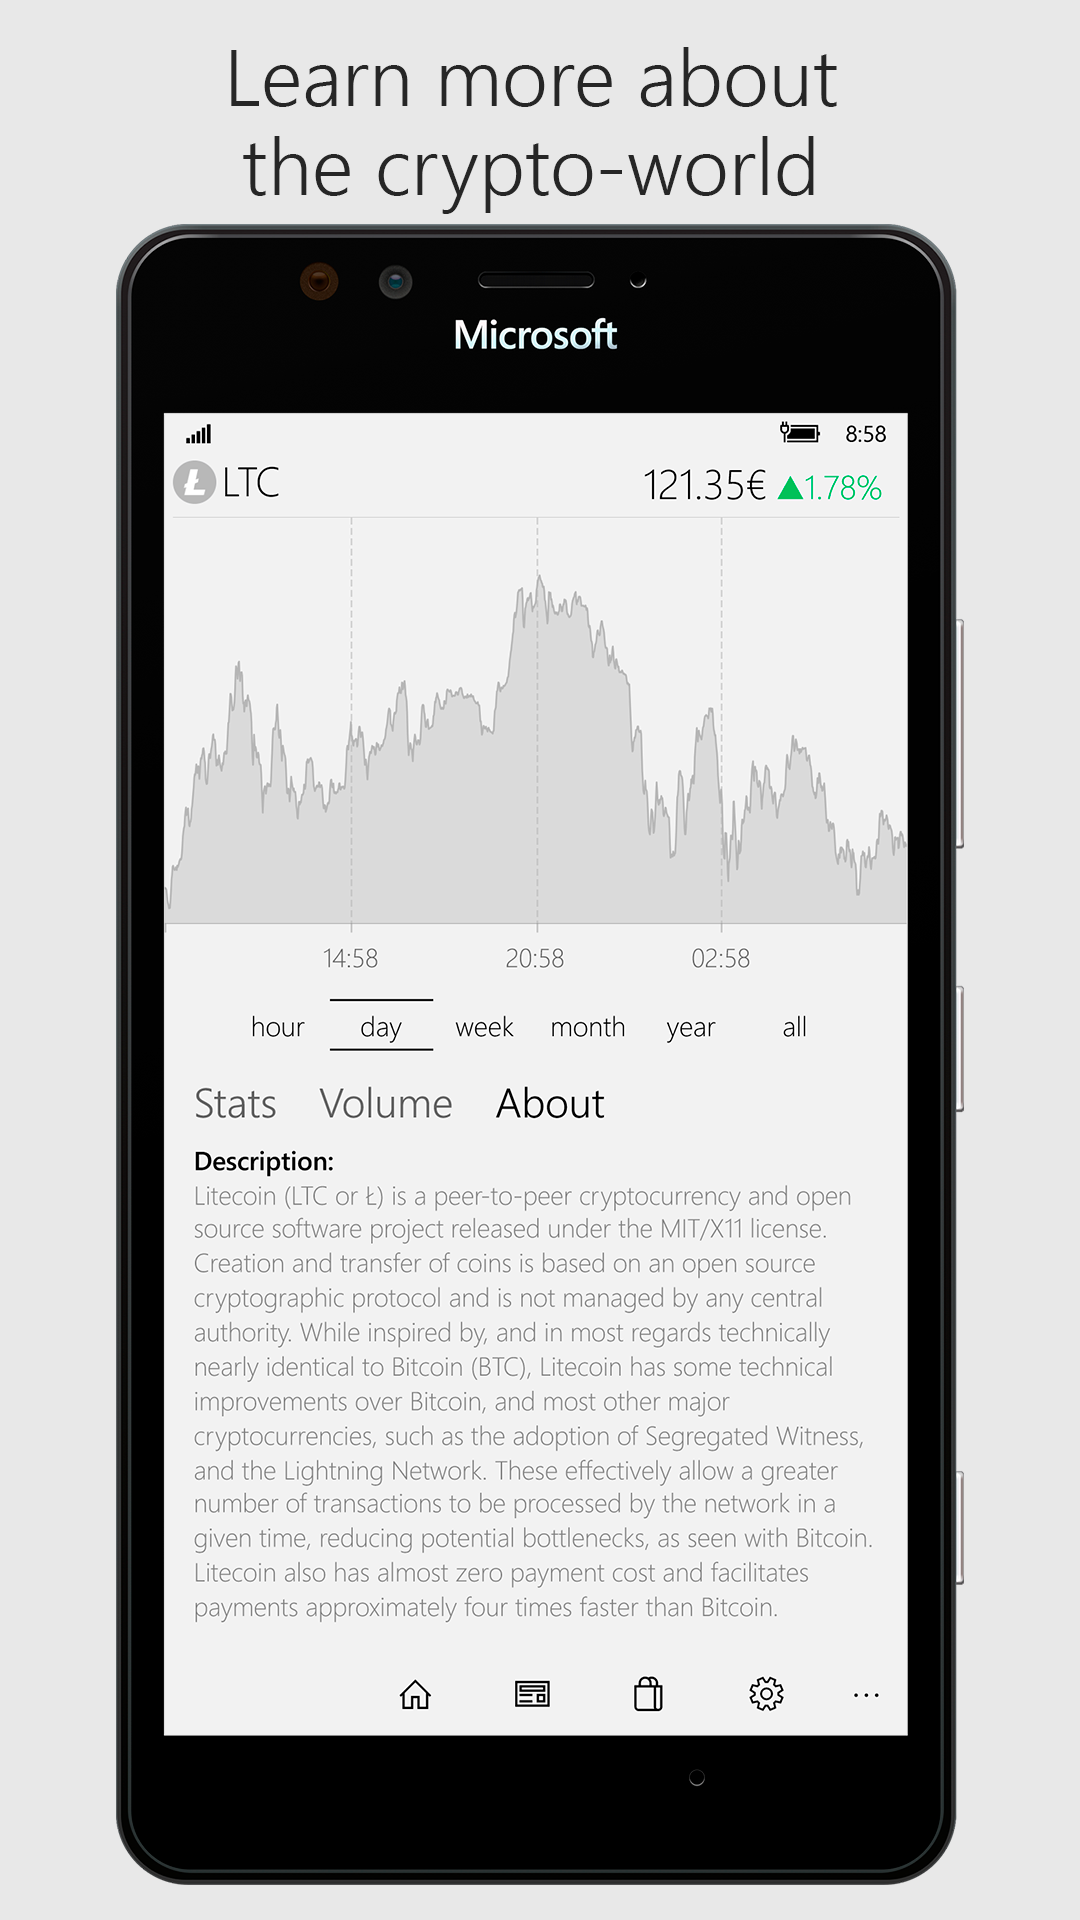 Learn more about
the crypto-world
Microsoft
8:58
LTC 121.35€ ▲1.78%
14:58 20:58 02:58
hour day week month year all
Stats Volume About
Description:
Litecoin (LTC or Ł) is a peer-to-peer cryptocurrency and open
source software project released under the MIT/X11 license.
Creation and transfer of coins is based on an open source
cryptographic protocol and is not managed by any central
authority. While inspired by, and in most regards technically
nearly identical to Bitcoin (BTC), Litecoin has some technical
improvements over Bitcoin, and most other major
cryptocurrencies, such as the adoption of Segregated Witness,
and the Lightning Network. These effectively allow a greater
number of transactions to be processed by the network in a
given time, reducing potential bottlenecks, as seen with Bitcoin.
Litecoin also has almost zero payment cost and facilitates
payments approximately four times faster than Bitcoin.